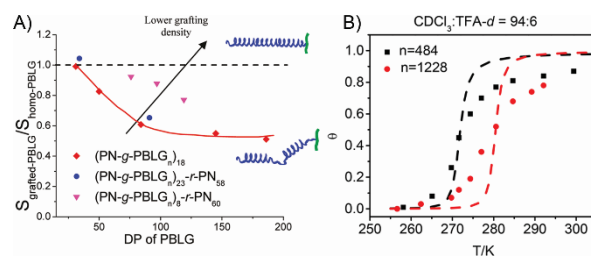 A)
Lower grafting
density
S grafted-PBLG/S homo-PBLG
1.2
1.0
0.8
0.6
0.4
0.2
0.0
(PN-g-PBLGn)18
(PN-g-PBLGn)23-r-PN58
(PN-g-PBLGn)8-r-PN60
0 50 100 150 200
DP of PBLG
B)
CDCl3:TFA-d = 94:6
n=484
n=1228
θ
1.0
0.8
0.6
0.4
0.2
0.0
250 260 270 280 290 300
T/K